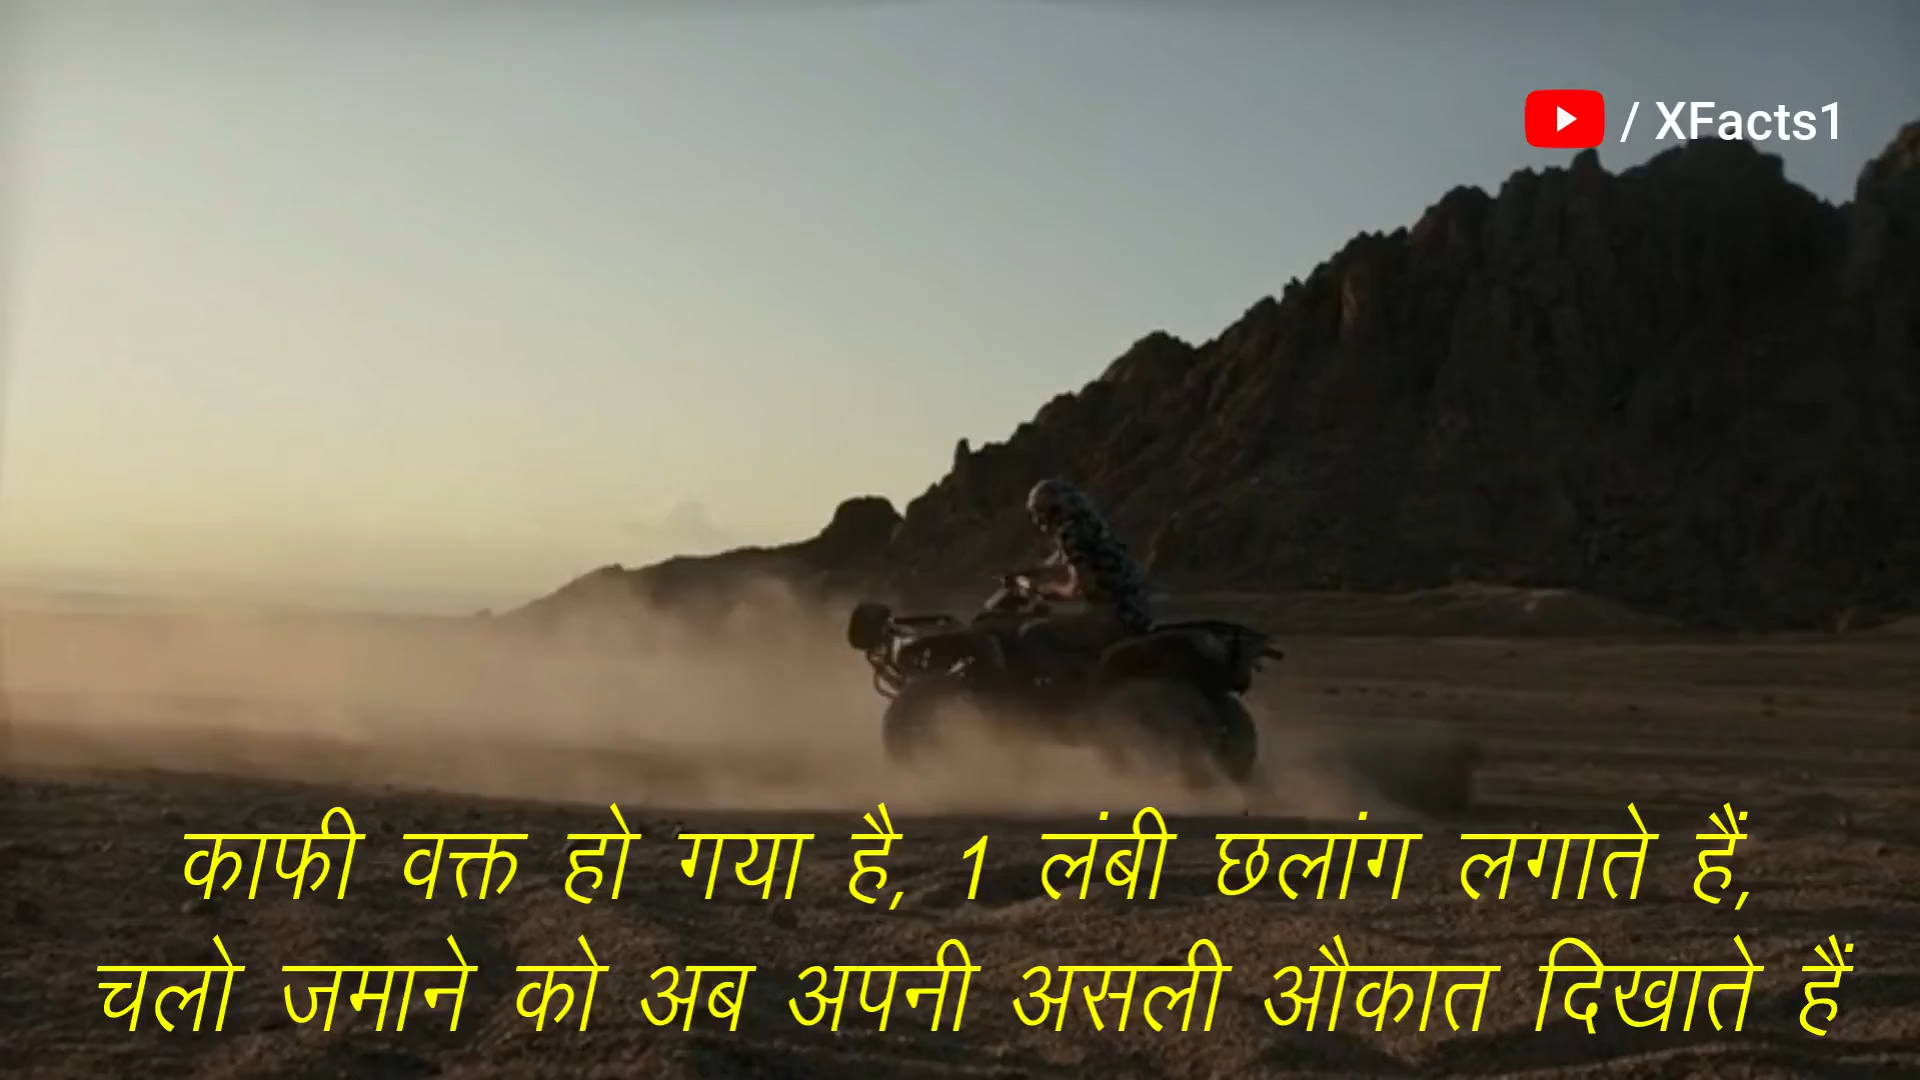 / XFacts1
काफी वक्त हो गया है, 1 लंबी छलांग लगाते हैं,
चलो जमाने को अब अपनी असली औकात दिखाते हैं